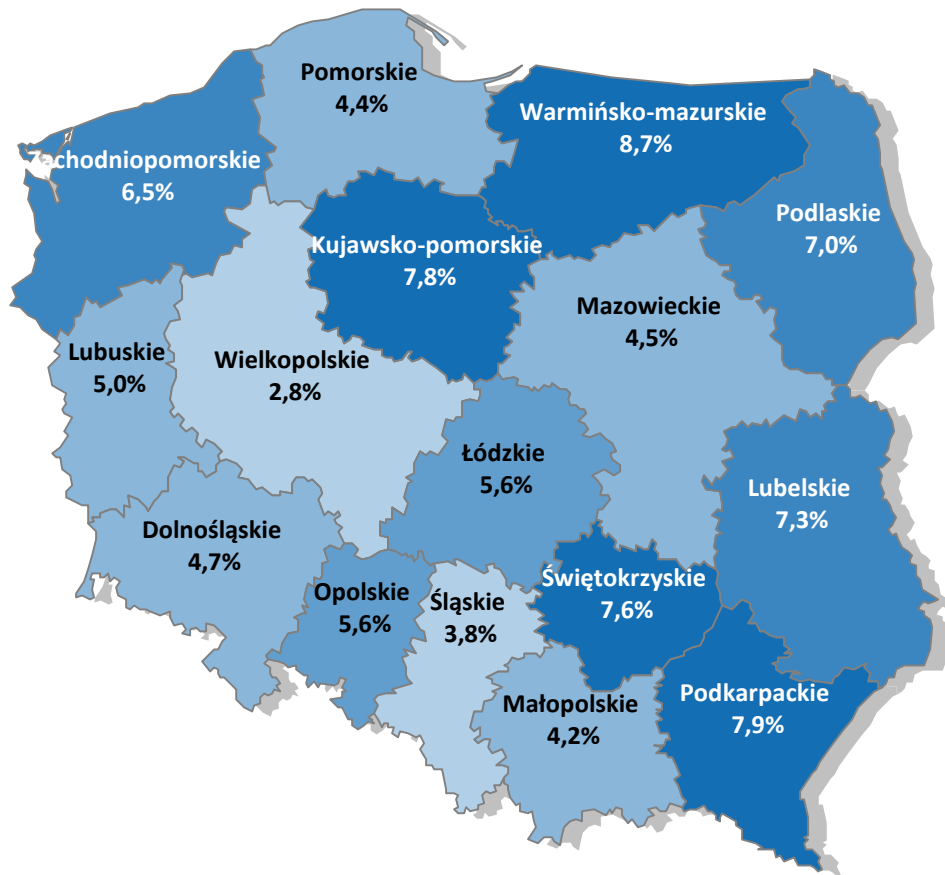 Pomorskie
4,4%
Warmińsko-mazurskie
8,7%
Zachodniopomorskie
6,5%
Podlaskie
7,0%
Kujawsko-pomorskie
7,8%
Mazowieckie
4,5%
Lubuskie
5,0%
Wielkopolskie
2,8%
Łódzkie
5,6%
Lubelskie
7,3%
Dolnośląskie
4,7%
Świętokrzyskie
7,6%
Opolskie
5,6%
Śląskie
3,8%
Małopolskie
4,2%
Podkarpackie
7,9%